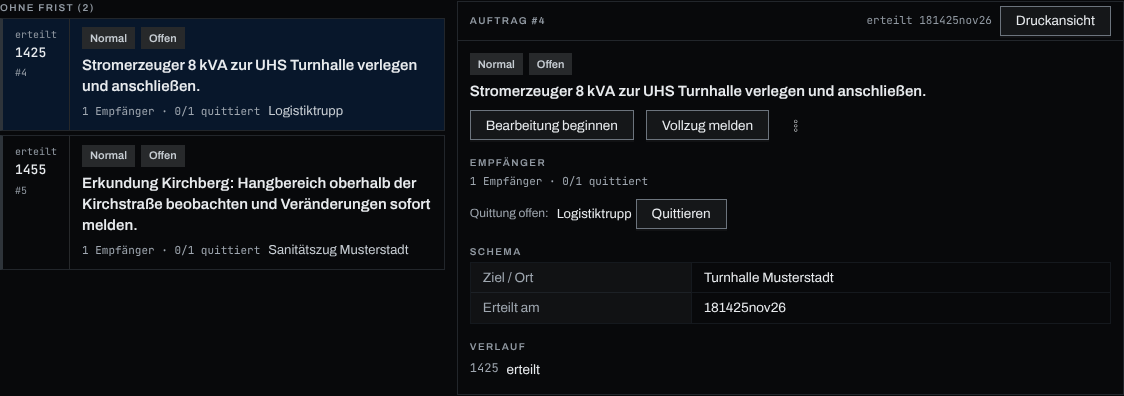 OHNE FRIST (2)
erteilt
1425
#4
Normal Offen
Stromerzeuger 8 kVA zur UHS Turnhalle verlegen
und anschließen.
1 Empfänger · 0/1 quittiert Logistiktrupp
erteilt
1455
#5
Normal Offen
Erkundung Kirchberg: Hangbereich oberhalb der
Kirchstraße beobachten und Veränderungen sofort
melden.
1 Empfänger · 0/1 quittiert Sanitätszug Musterstadt
AUFTRAG #4 erteilt 181425nov26 Druckansicht
Normal Offen
Stromerzeuger 8 kVA zur UHS Turnhalle verlegen und anschließen.
Bearbeitung beginnen Vollzug melden
EMPFÄNGER
1 Empfänger · 0/1 quittiert
Quittung offen: Logistiktrupp Quittieren
SCHEMA
Ziel / Ort Turnhalle Musterstadt
Erteilt am 181425nov26
VERLAUF
1425 erteilt